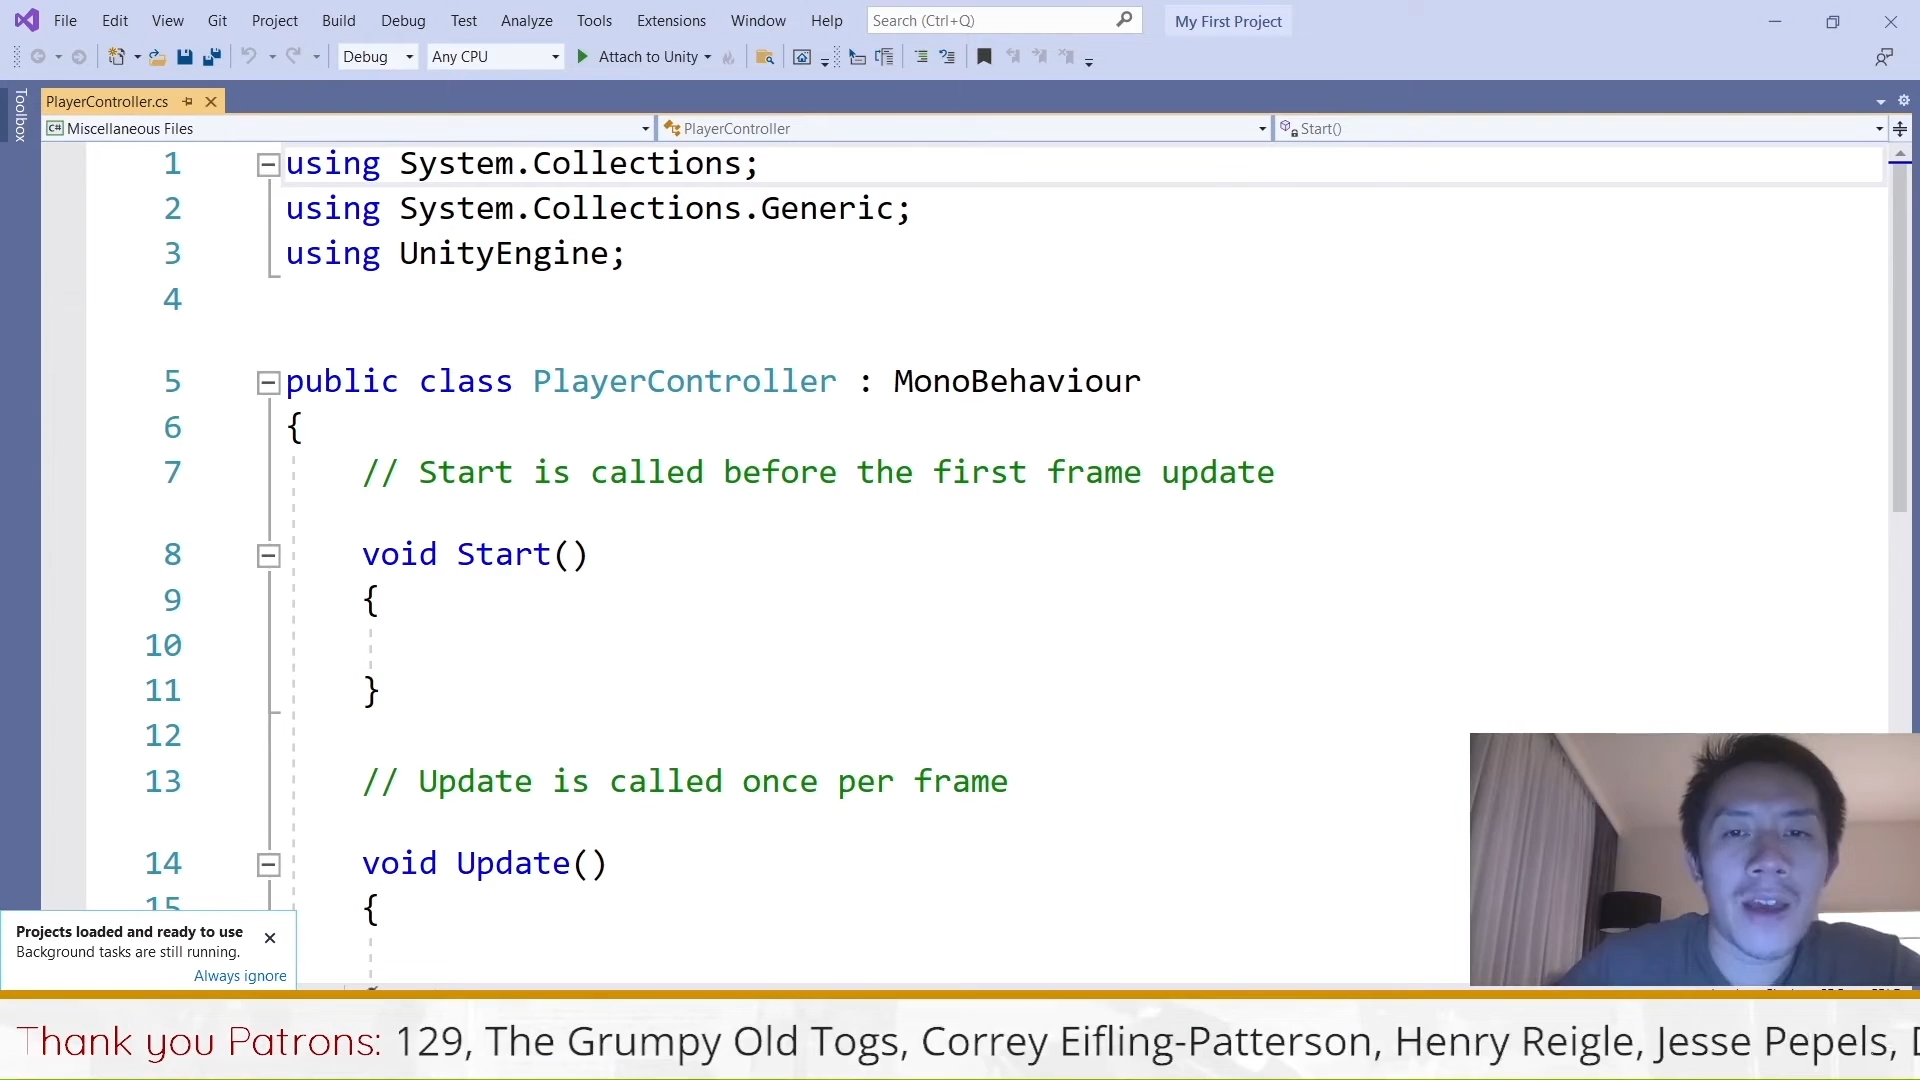 File Edit View Git Project Build Debug Test Analyze Tools Extensions Window Help Search (Ctrl+Q) My First Project
Debug Any CPU Attach to Unity
Toolbox
PlayerController.cs
C# Miscellaneous Files PlayerController Start()
1 using System.Collections;
2 using System.Collections.Generic;
3 using UnityEngine;
4
5 public class PlayerController : MonoBehaviour
6 {
7 // Start is called before the first frame update
8 void Start()
9 {
10
11 }
12
13 // Update is called once per frame
14 void Update()
15 {
Projects loaded and ready to use
Background tasks are still running.
Always ignore
Thank you Patrons: 129, The Grumpy Old Togs, Correy Eifling-Patterson, Henry Reigle, Jesse Pepels,